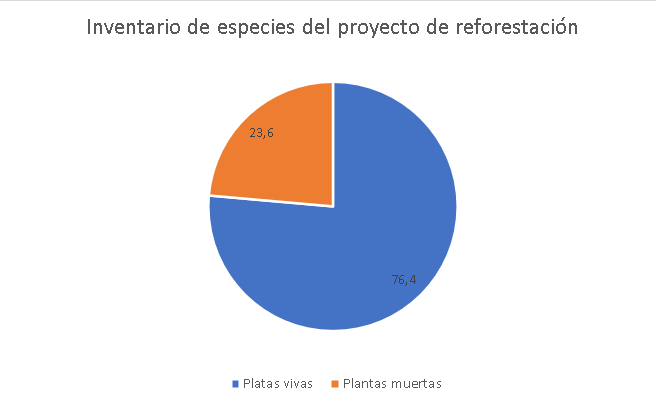 Inventario de especies del proyecto de reforestación
23,6
76,4
Platas vivas
Plantas muertas